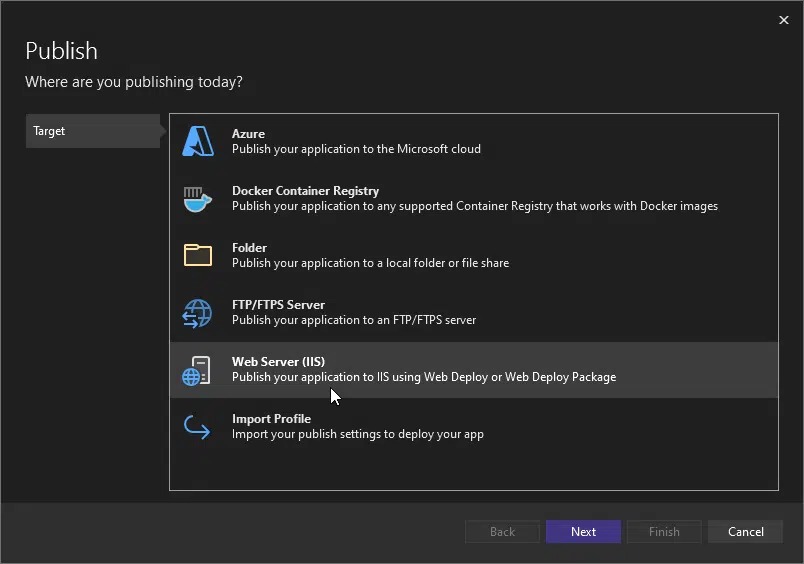 Publish
Where are you publishing today?
Target
Azure
Publish your application to the Microsoft cloud
Docker Container Registry
Publish your application to any supported Container Registry that works with Docker images
Folder
Publish your application to a local folder or file share
FTP/FTPS Server
Publish your application to an FTP/FTPS server
Web Server (IIS)
Publish your application to IIS using Web Deploy or Web Deploy Package
Import Profile
Import your publish settings to deploy your app
Back Next Finish Cancel